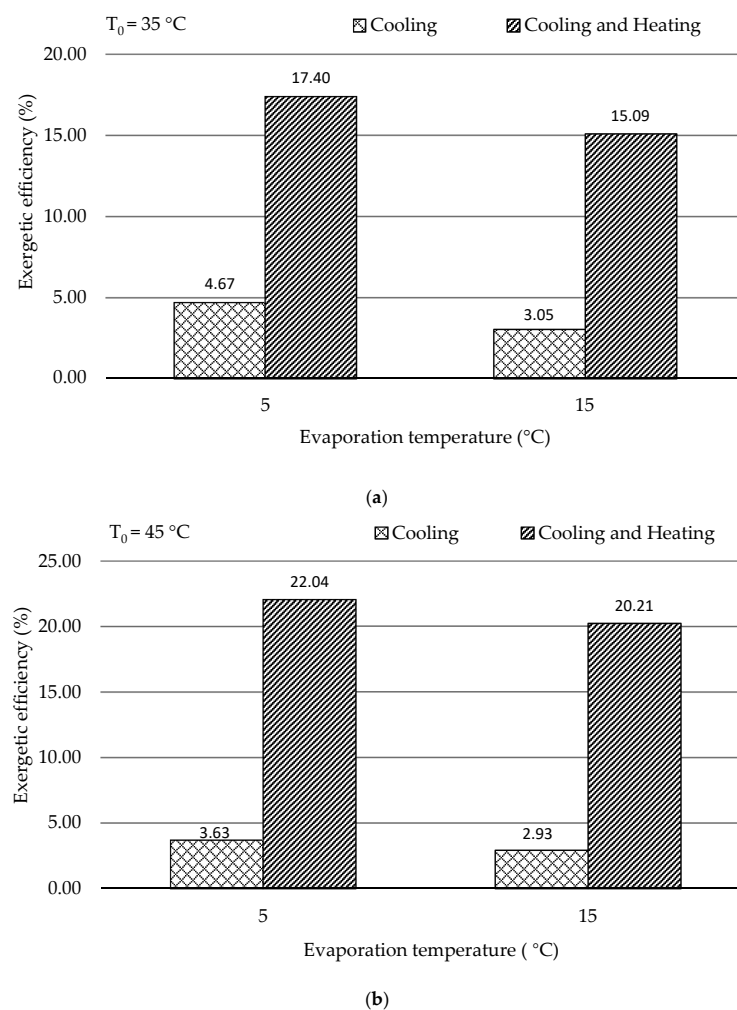 T0 = 35 °C
Cooling
Cooling and Heating
20.00
15.00
10.00
5.00
0.00
Exergetic efficiency (%)
4.67
17.40
3.05
15.09
5
15
Evaporation temperature (°C)
(a)
T0 = 45 °C
Cooling
Cooling and Heating
25.00
20.00
15.00
10.00
5.00
0.00
Exergetic efficiency (%)
3.63
22.04
2.93
20.21
5
15
Evaporation temperature ( °C)
(b)